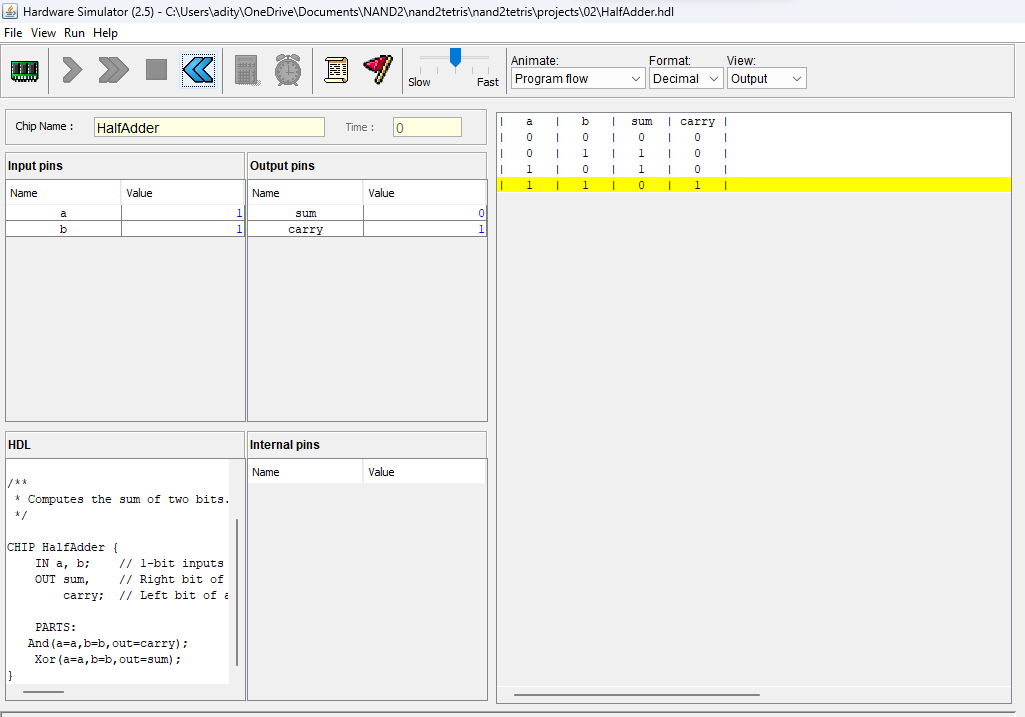 Hardware Simulator (2.5) - C:\Users\adity\OneDrive\Documents\NAND2\nand2tetris\nand2tetris\projects\02\HalfAdder.hdl
File View Run Help
Slow Fast
Animate: Format: View:
Program flow Decimal Output
Chip Name : HalfAdder Time : 0
Input pins
Name Value
a 1
b 1
Output pins
Name Value
sum 0
carry 1
| a | b | sum | carry |
| 0 | 0 | 0 | 0 |
| 0 | 1 | 1 | 0 |
| 1 | 0 | 1 | 0 |
| 1 | 1 | 0 | 1 |
HDL
/**
* Computes the sum of two bits.
*/
CHIP HalfAdder {
IN a, b; // 1-bit inputs
OUT sum, // Right bit of
carry; // Left bit of a
PARTS:
And(a=a,b=b,out=carry);
Xor(a=a,b=b,out=sum);
}
Internal pins
Name Value